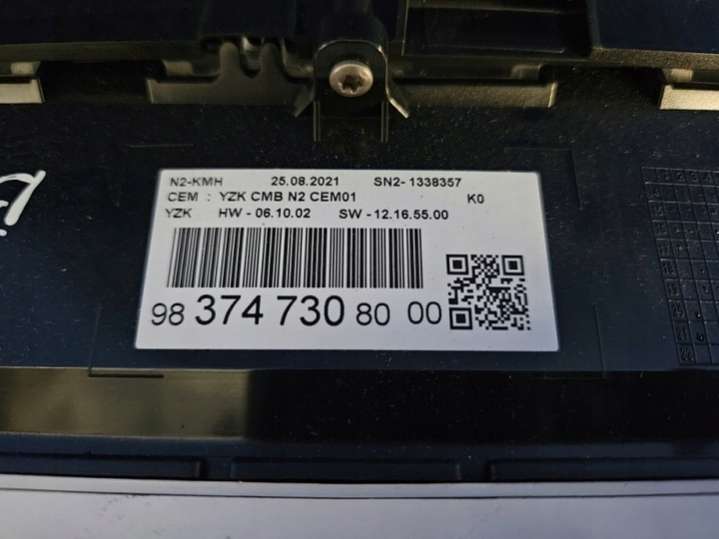 N2-KMH 25.08.2021 SN2- 1338357
CEM : YZK CMB N2 CEM01 K0
YZK HW - 06.10.02 SW - 12.16.55.00
98 374 730 80 00